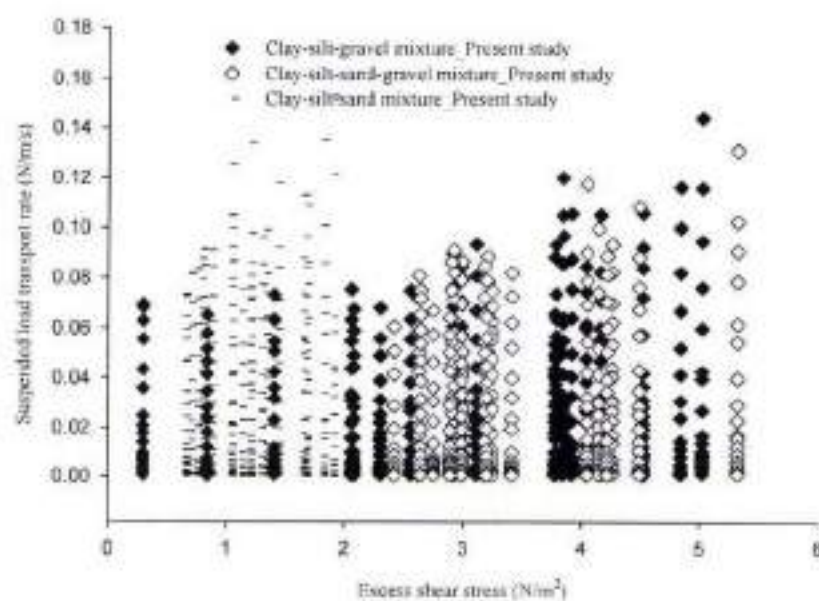 0.18
0.16
0.14
0.12
0.10
0.08
0.06
0.04
0.02
0.00
Suspended load transport rate (N/m/s)
Clay-silt-gravel mixture_Present study
Clay-silt-sand-gravel mixture_Present study
Clay-silt-sand mixture_Present study
0 1 2 3 4 5 6
Excess shear stress (N/m²)